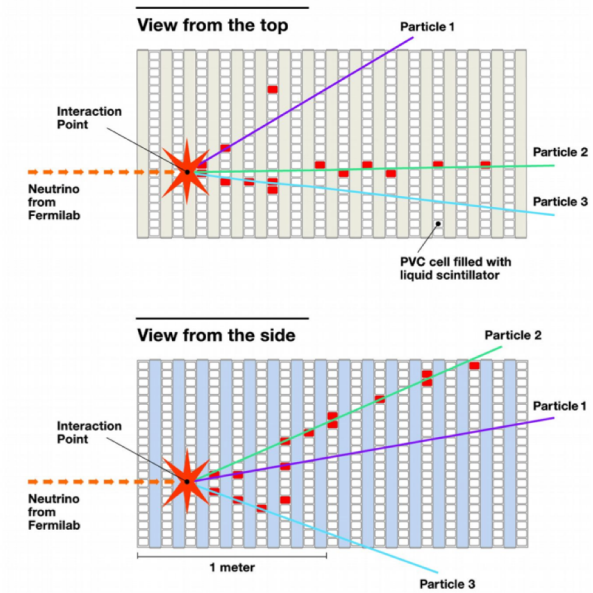 View from the top
Particle 1
Interaction
Point
Particle 2
Neutrino
from
Fermilab
Particle 3
PVC cell filled with
liquid scintillator
View from the side
Particle 2
Particle 1
Interaction
Point
Neutrino
from
Fermilab
1 meter
Particle 3